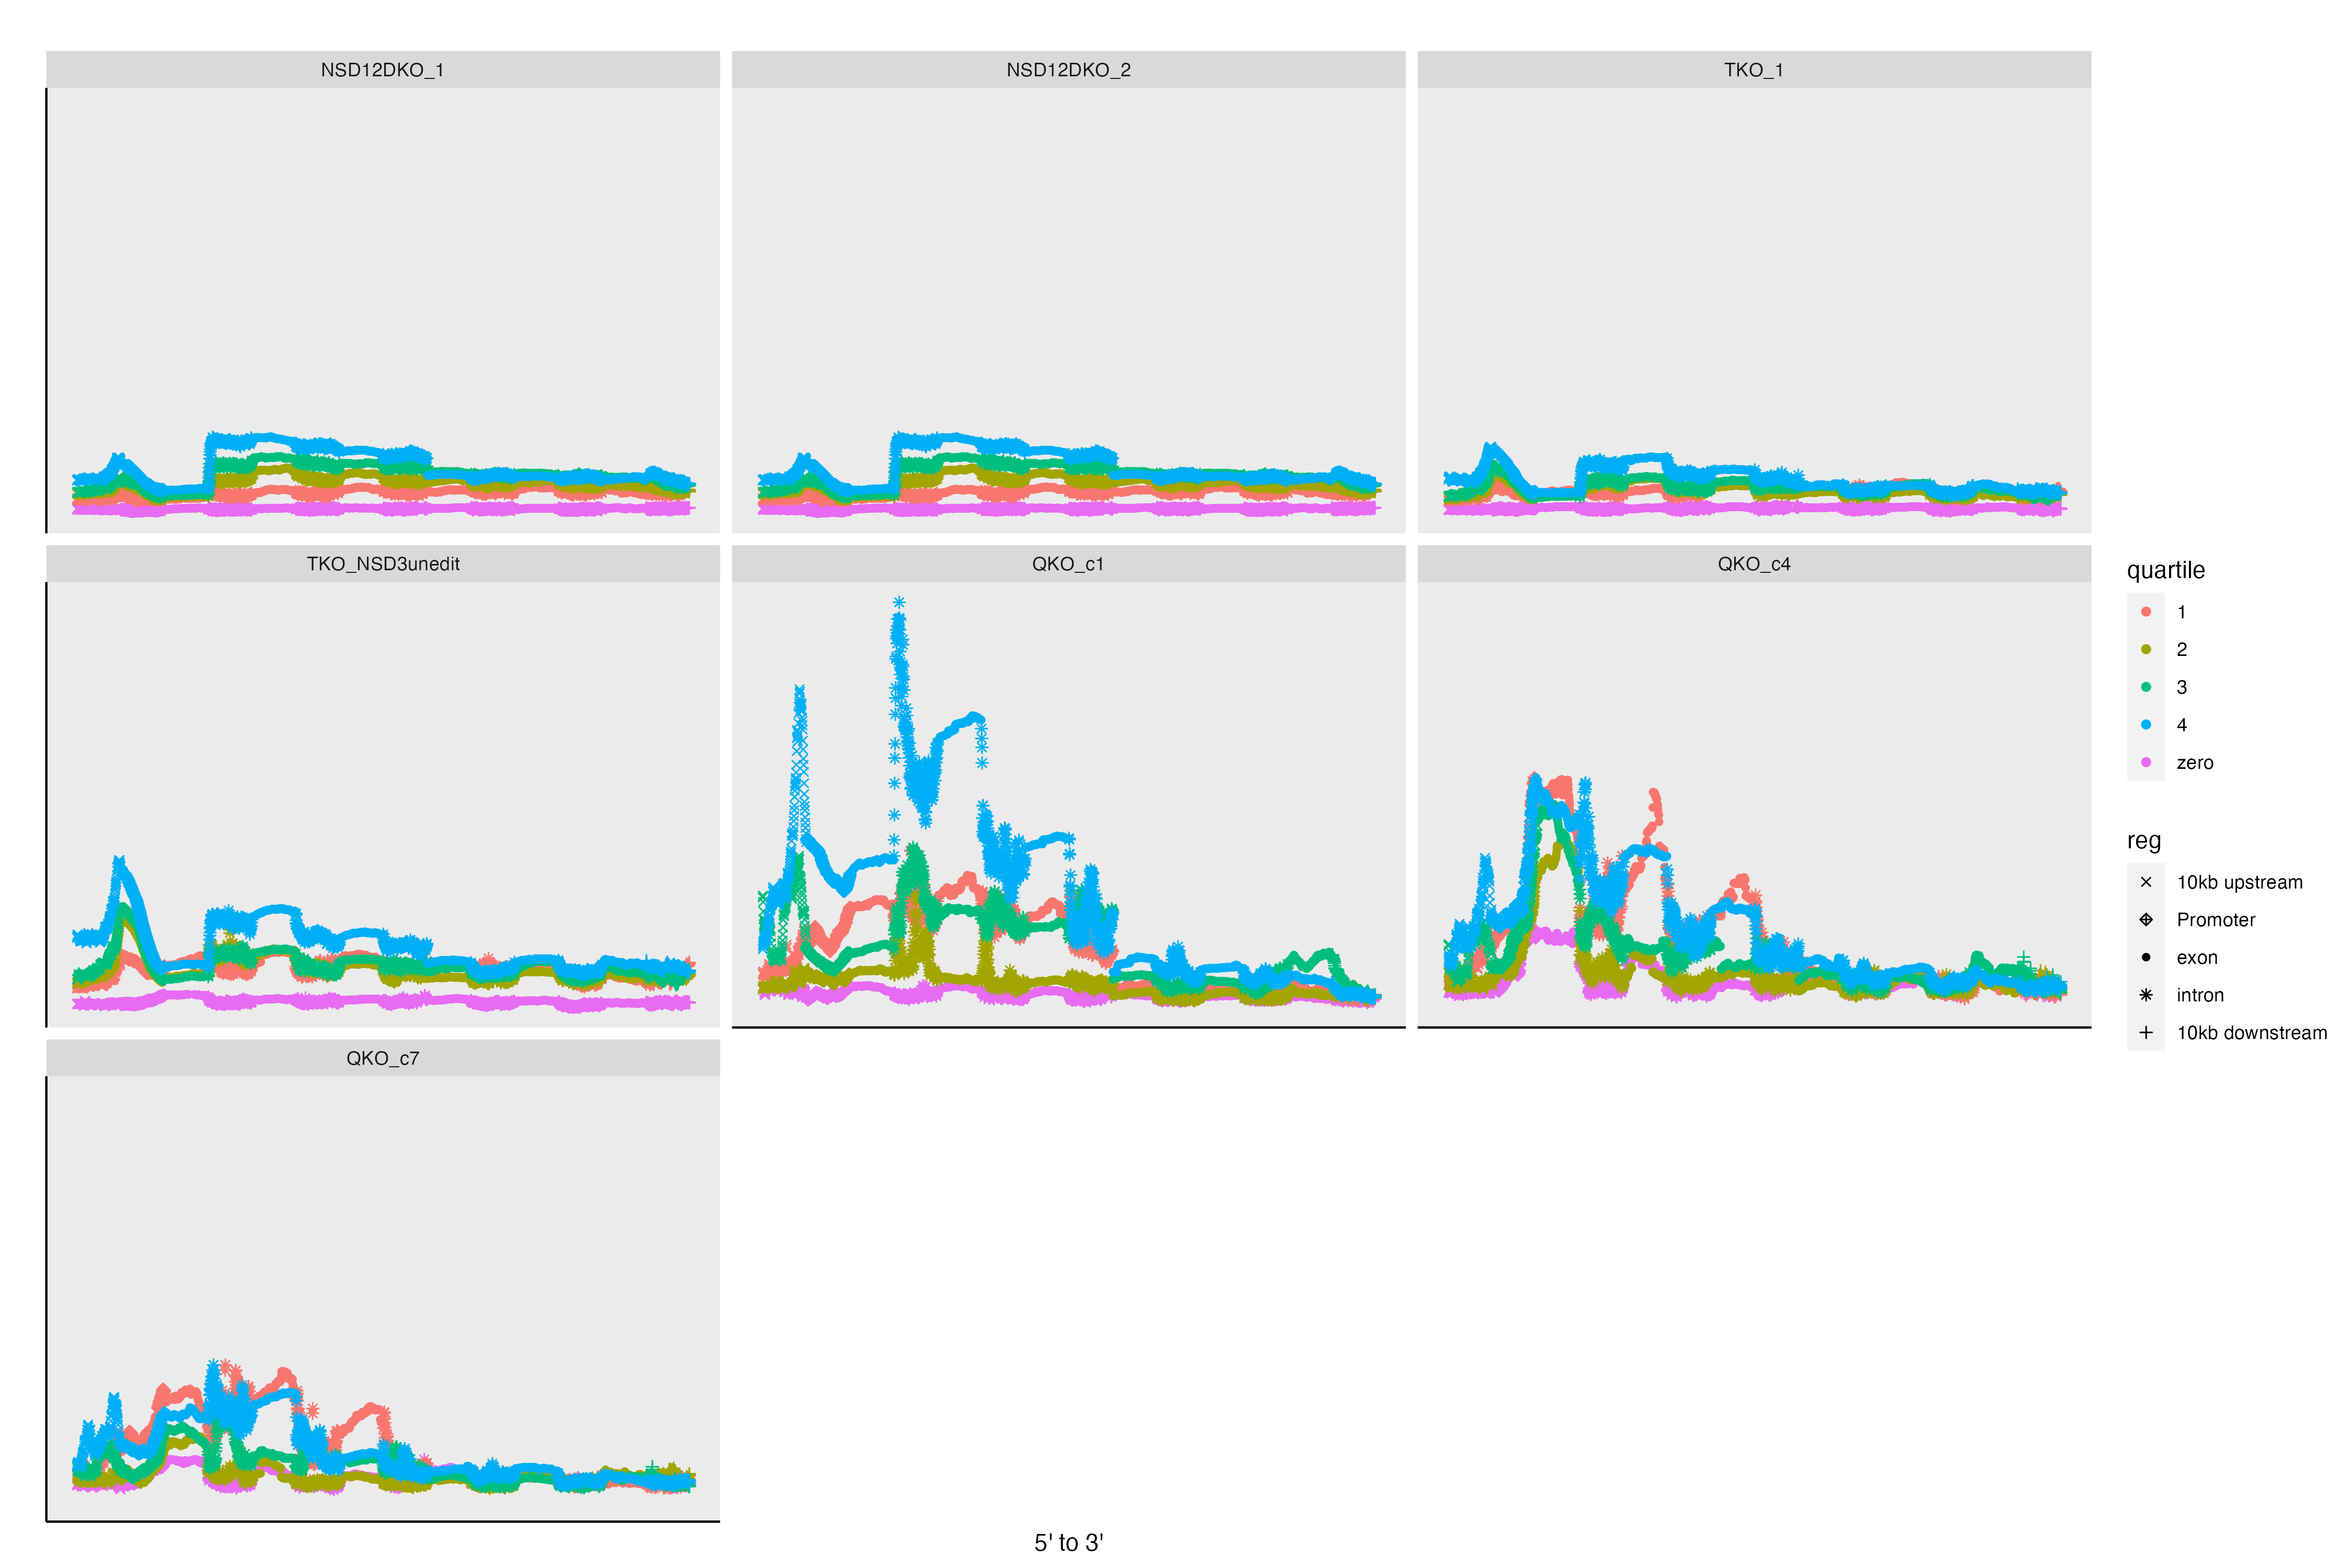 NSD12DKO_1
NSD12DKO_2
TKO_1
TKO_NSD3unedit
QKO_c1
QKO_c4
QKO_c7
5' to 3'
quartile
1
2
3
4
zero
reg
10kb upstream
Promoter
exon
intron
10kb downstream